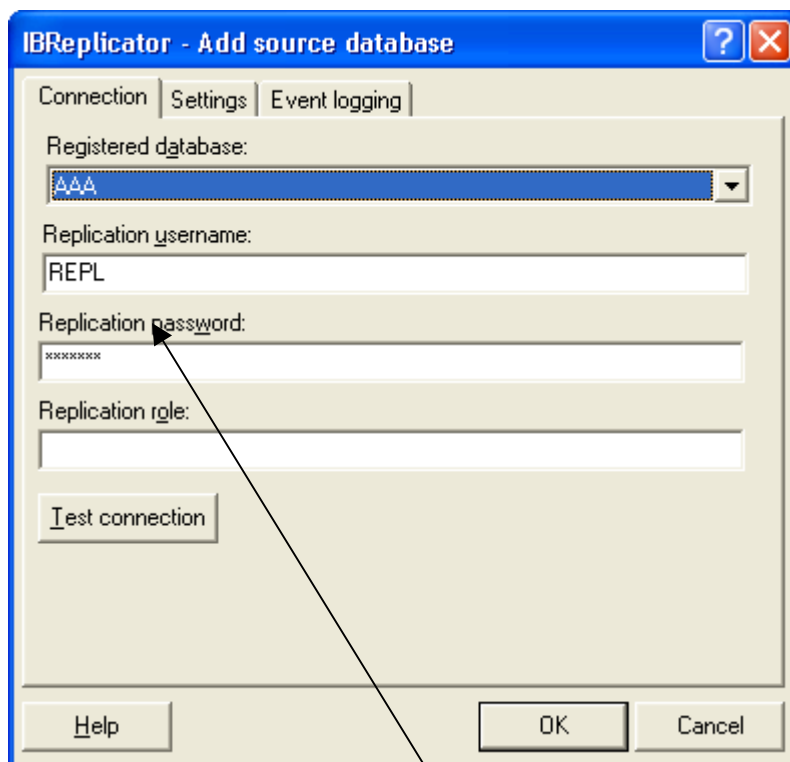 IBReplicator - Add source database
Connection Settings Event logging
Registered database:
AAA
Replication username:
REPL
Replication password:
*******
Replication role:
Test connection
Help OK Cancel